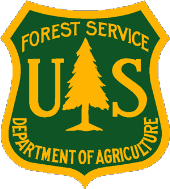 FOREST SERVICE
U S
DEPARTMENT OF AGRICULTURE